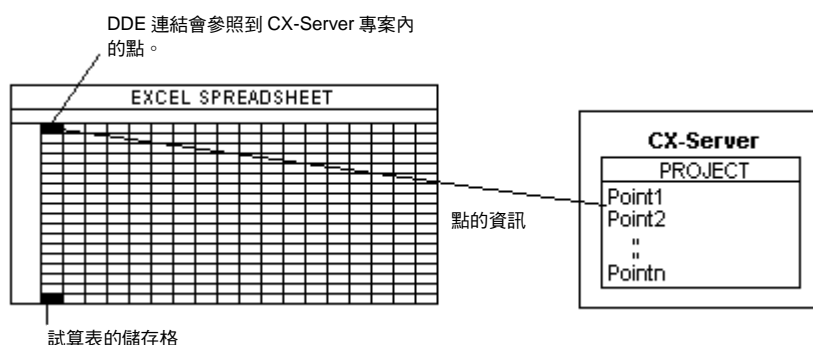 DDE 連結會參照到 CX-Server 專案內
的點。
EXCEL SPREADSHEET
CX-Server
PROJECT
Point1
Point2
"
"
Pointn
點的資訊
試算表的儲存格